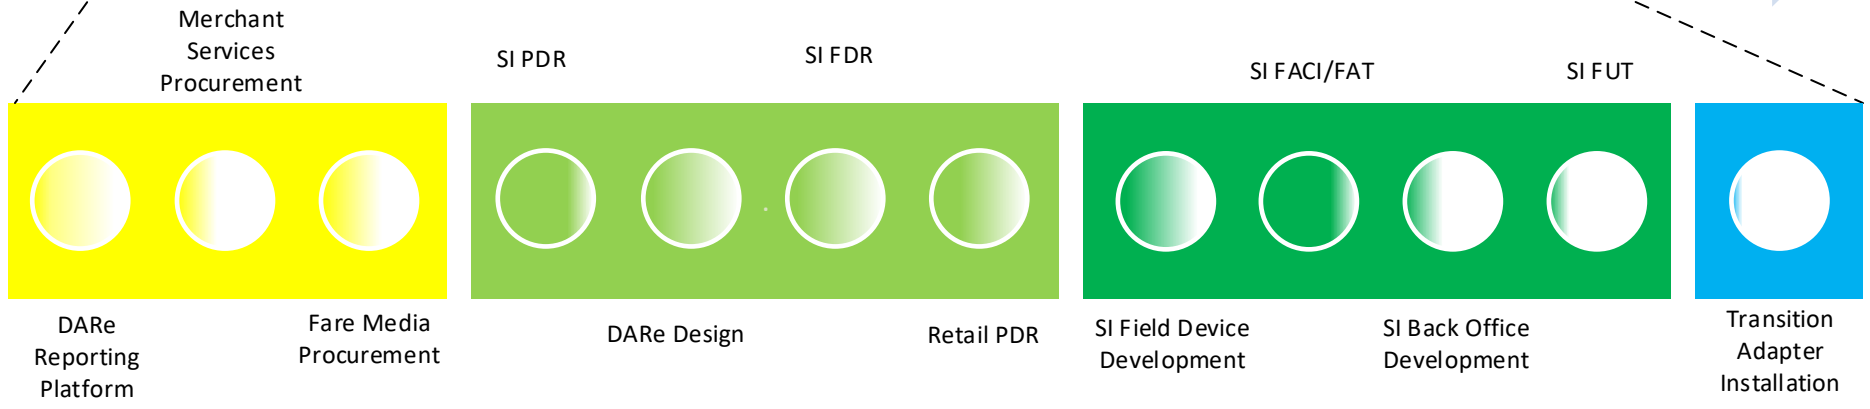 Merchant
Services
Procurement
SI PDR
SI FDR
SI FACI/FAT
SI FUT
DARe
Reporting
Platform
Fare Media
Procurement
DARe Design
Retail PDR
SI Field Device
Development
SI Back Office
Development
Transition
Adapter
Installation